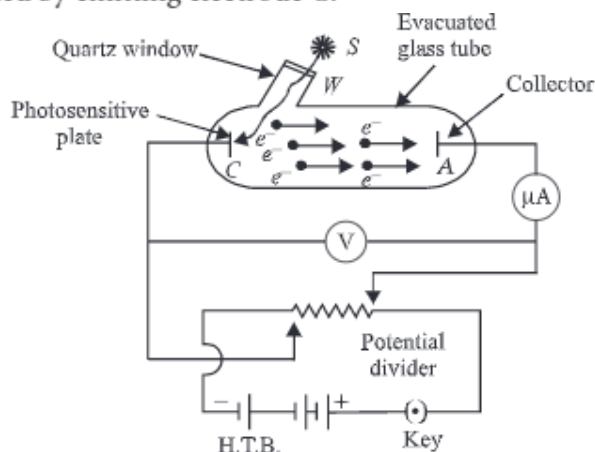 Evacuated
glass tube
Quartz window
S
W
Collector
Photosensitive
plate
e⁻
e⁻
e⁻
e⁻
e⁻
C
A
μA
V
Potential
divider
−
+
H.T.B.
Key